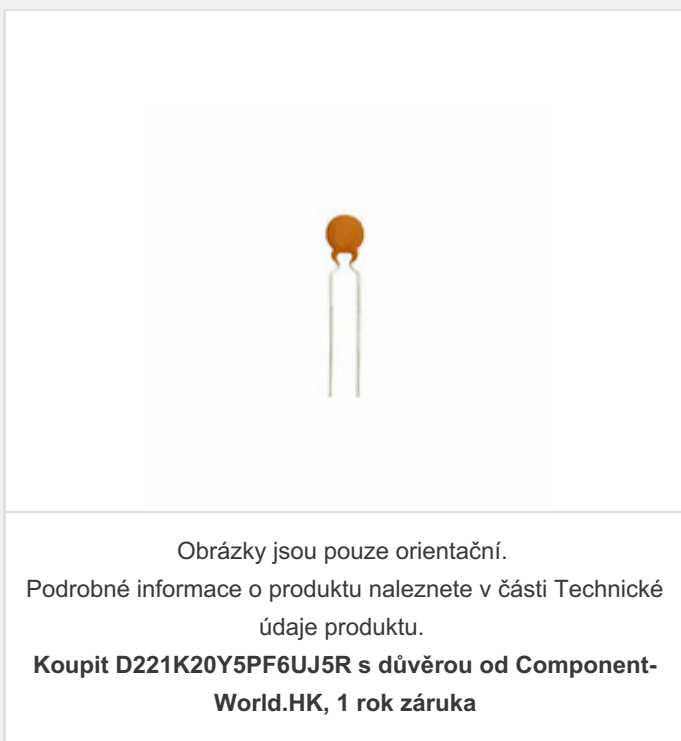 Obrázky jsou pouze orientační.
Podrobné informace o produktu naleznete v části Technické
údaje produktu.
Koupit D221K20Y5PF6UJ5R s důvěrou od Component-
World.HK, 1 rok záruka